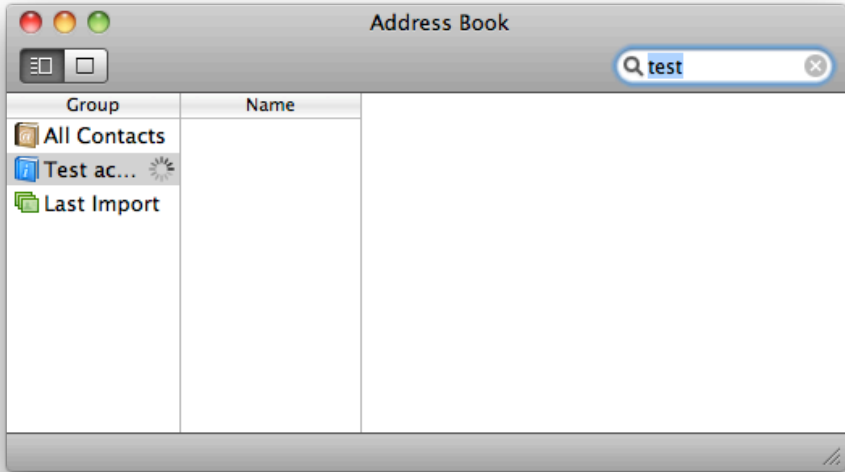 Address Book
test
Group
Name
All Contacts
Test ac...
Last Import